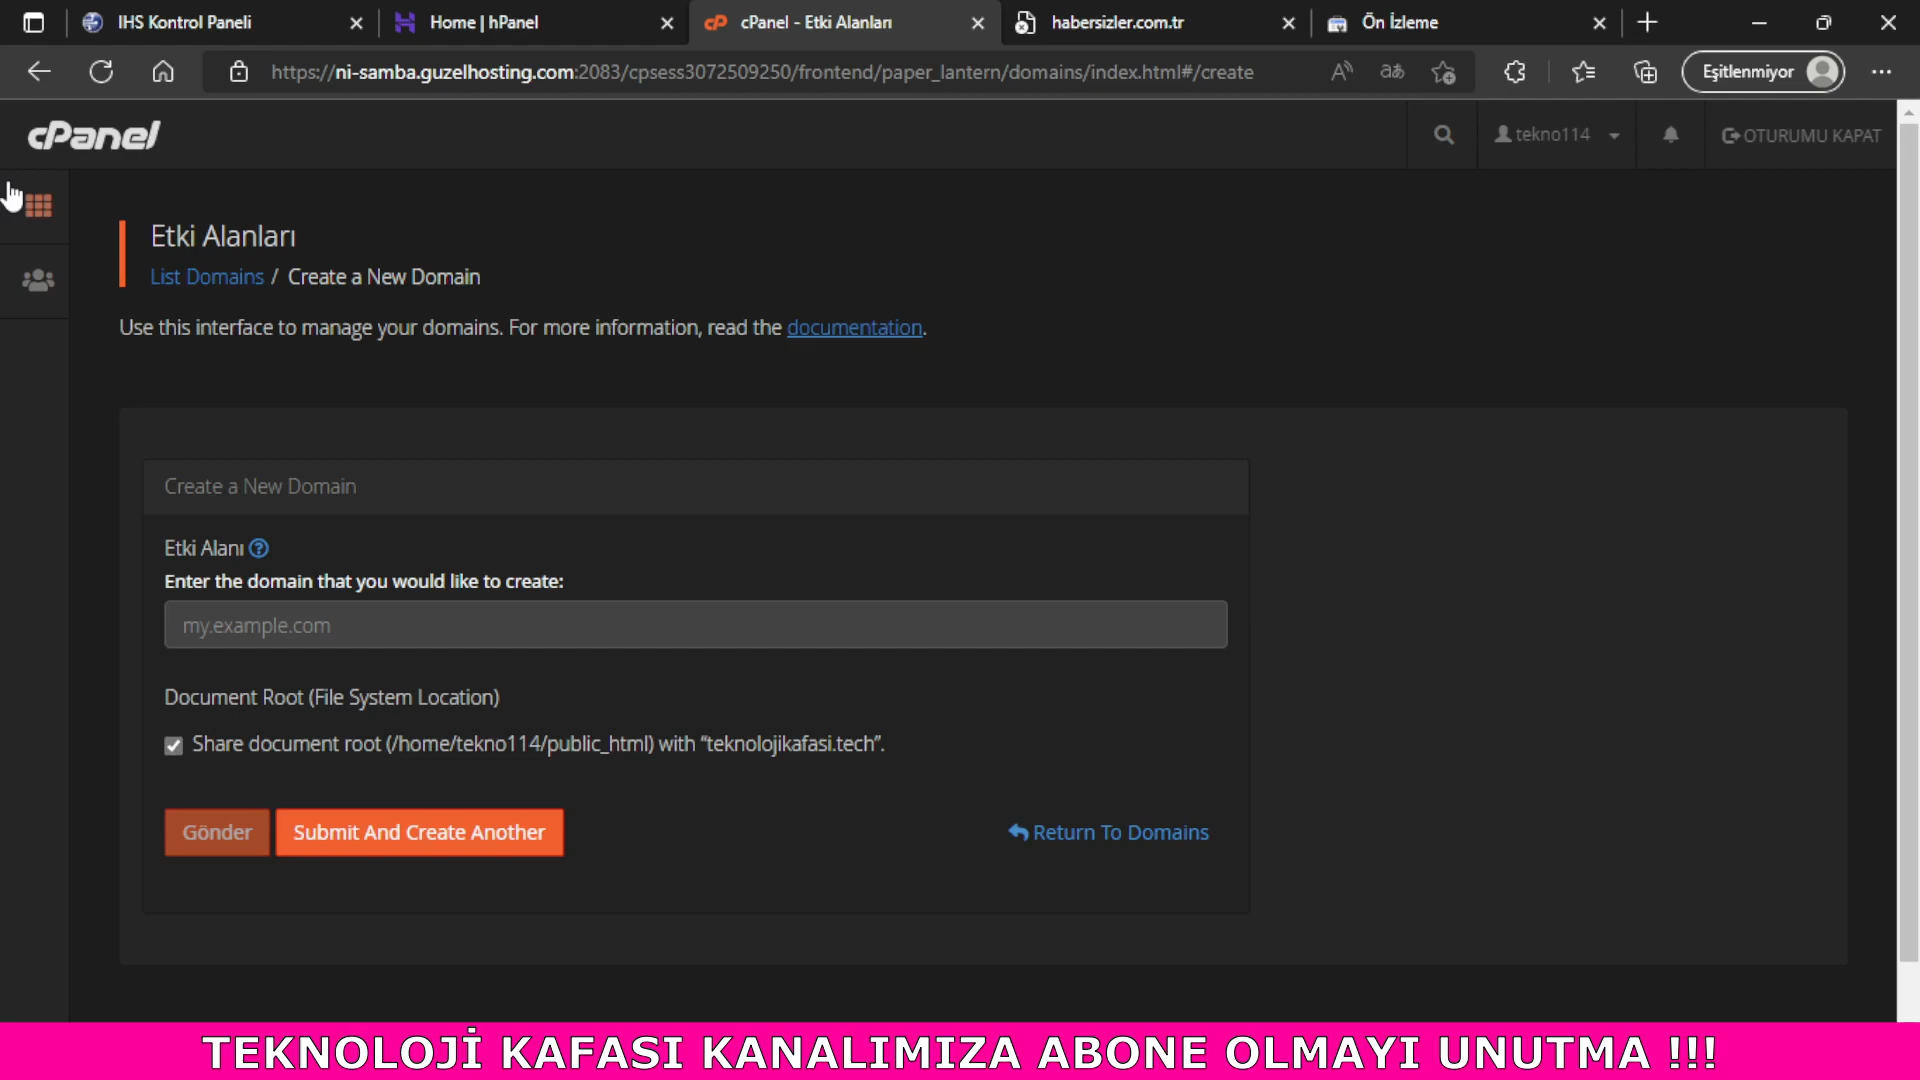 IHS Kontrol Paneli
Home | hPanel
cPanel - Etki Alanları
habersizler.com.tr
Ön İzleme
https://ni-samba.guzelhosting.com:2083/cpsess3072509250/frontend/paper_lantern/domains/index.html#/create
aあ
Eşitlenmiyor
cPanel
tekno114
OTURUMU KAPAT
Etki Alanları
List Domains / Create a New Domain
Use this interface to manage your domains. For more information, read the documentation.
Create a New Domain
Etki Alanı
Enter the domain that you would like to create:
my.example.com
Document Root (File System Location)
Share document root (/home/tekno114/public_html) with “teknolojikafasi.tech”.
Gönder
Submit And Create Another
Return To Domains
TEKNOLOJİ KAFASI KANALIMIZA ABONE OLMAYI UNUTMA !!!